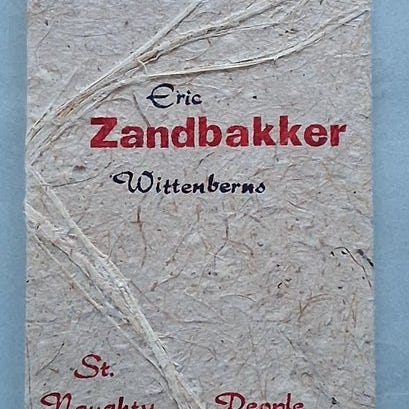 Eric
Zandbakker
Wittenberns
St.
Naughty People